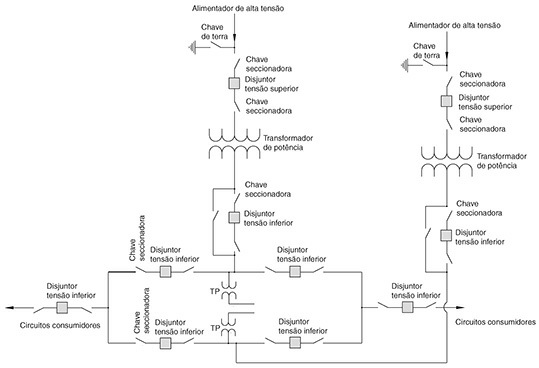 Alimentador de alta tensão
Chave
de terra
Chave
seccionadora
Disjuntor
tensão superior
Chave
seccionadora
Transformador
de potência
Chave
seccionadora
Disjuntor
tensão inferior
Alimentador de alta tensão
Chave
de terra
Chave
seccionadora
Disjuntor
tensão superior
Chave
seccionadora
Transformador
de potência
Chave
seccionadora
Disjuntor
tensão inferior
Chave
seccionadora
Disjuntor
tensão inferior
Disjuntor
tensão inferior
TP
Disjuntor
tensão inferior
Circuitos consumidores
Disjuntor
tensão inferior
Circuitos consumidores
Chave
seccionadora
Disjuntor
tensão inferior
TP
Disjuntor
tensão inferior